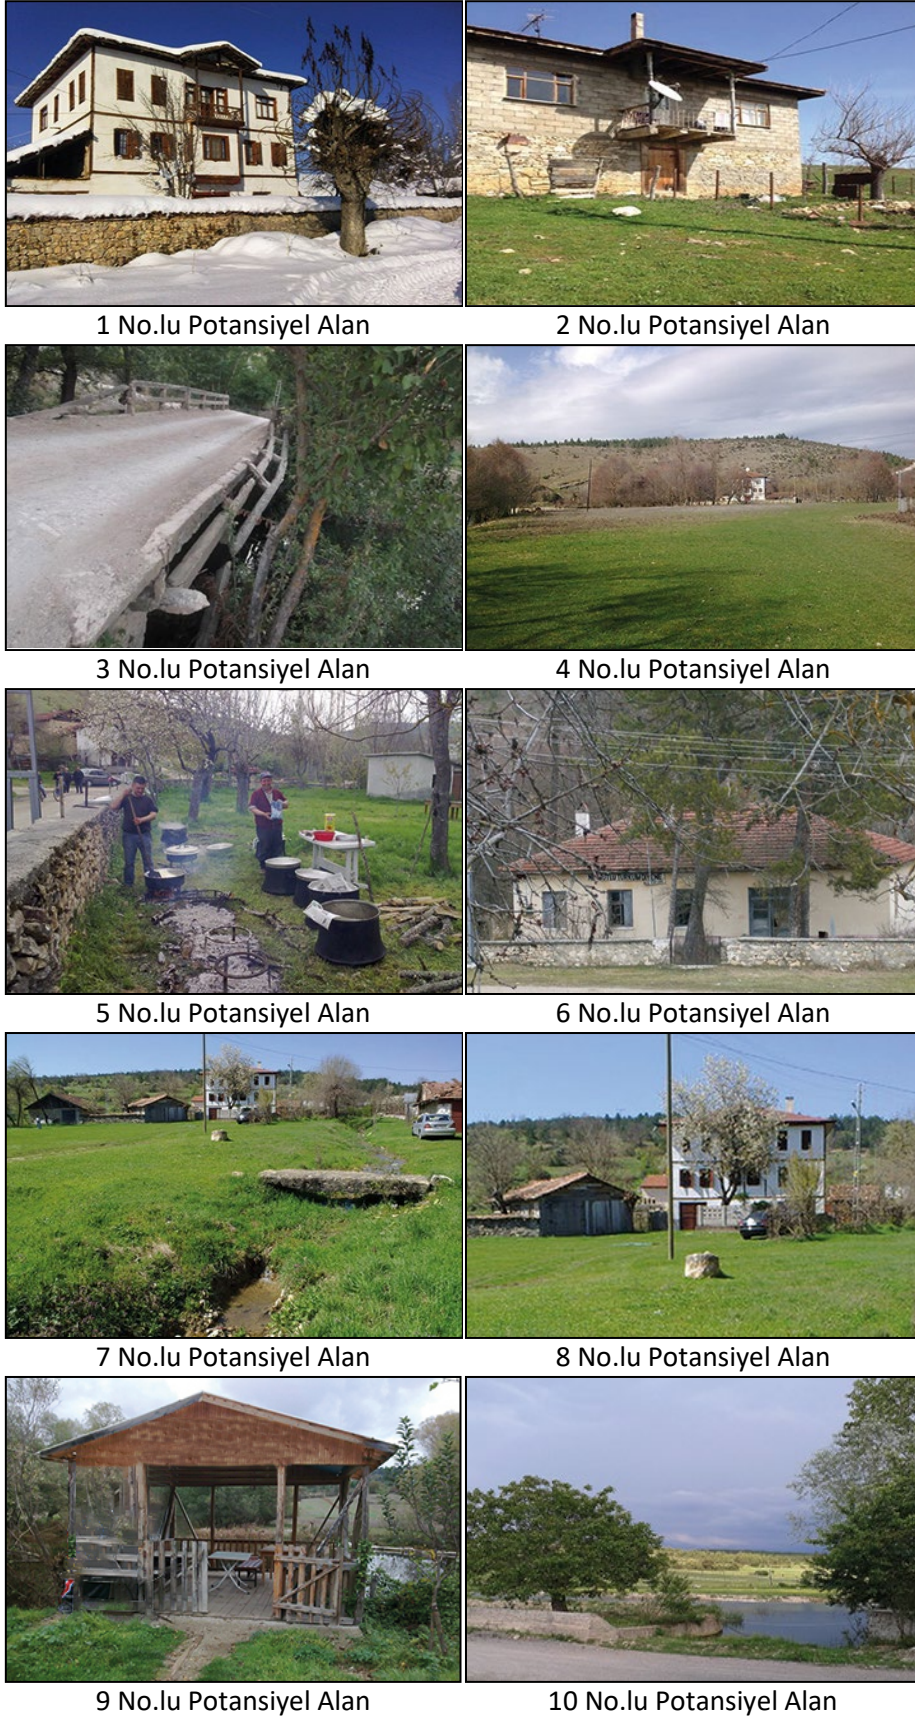 1 No.lu Potansiyel Alan
2 No.lu Potansiyel Alan
3 No.lu Potansiyel Alan
4 No.lu Potansiyel Alan
5 No.lu Potansiyel Alan
6 No.lu Potansiyel Alan
7 No.lu Potansiyel Alan
8 No.lu Potansiyel Alan
9 No.lu Potansiyel Alan
10 No.lu Potansiyel Alan